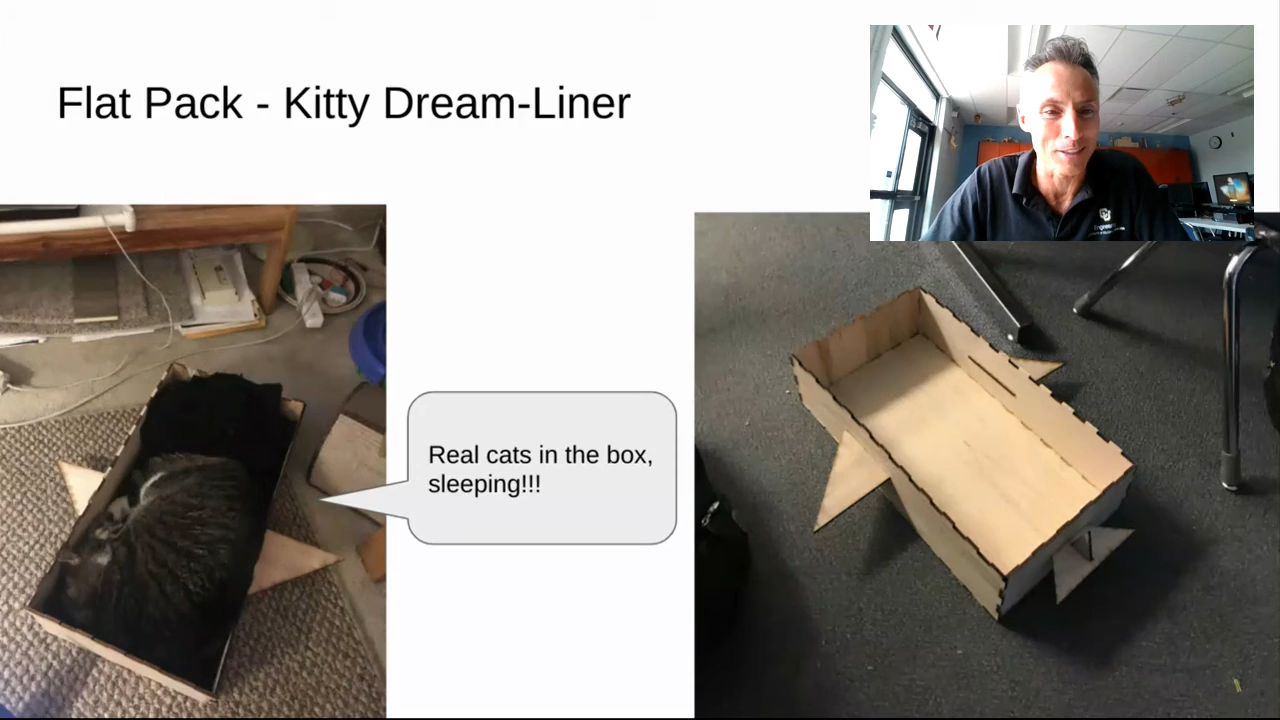 Flat Pack - Kitty Dream-Liner
Real cats in the box,
sleeping!!!